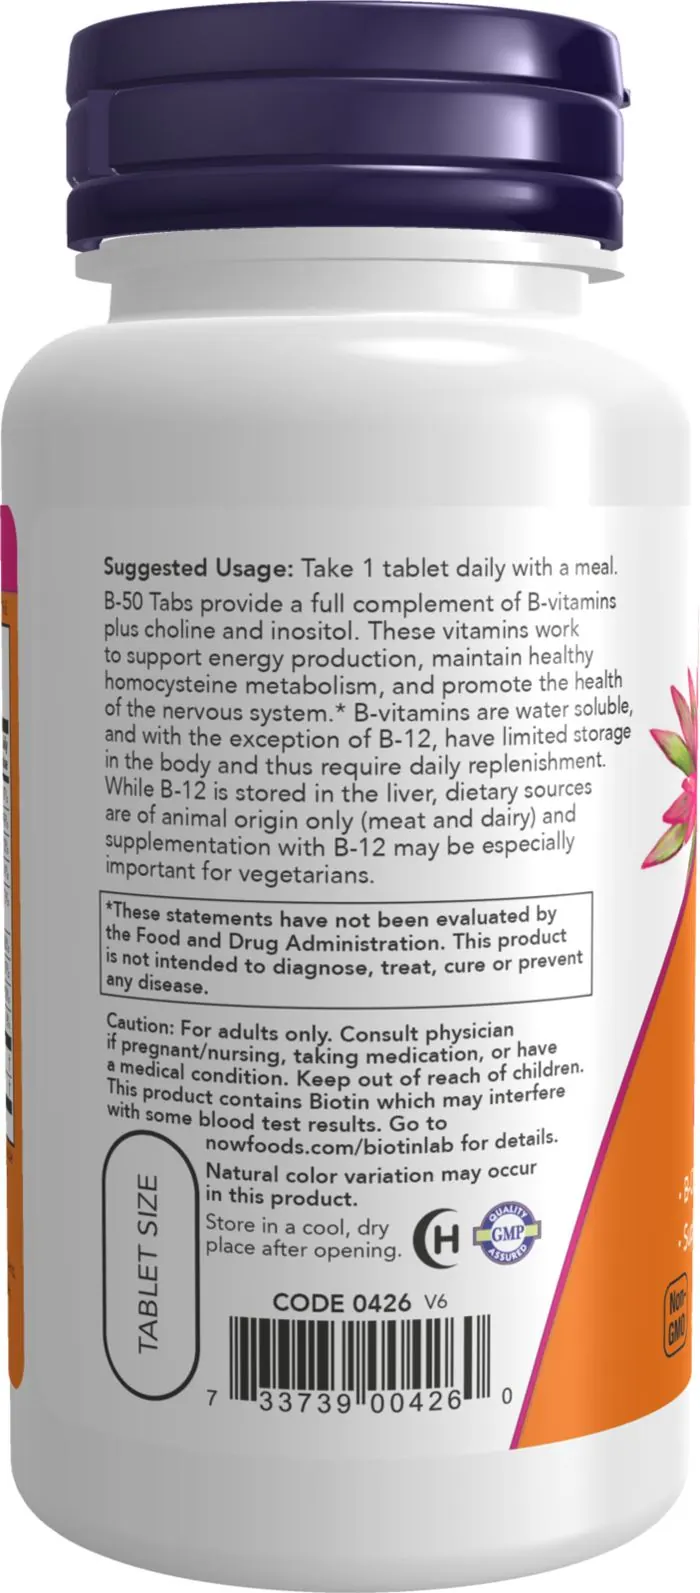 Suggested Usage: Take 1 tablet daily with a meal.
B-50 Tabs provide a full complement of B-vitamins
plus choline and inositol. These vitamins work
to support energy production, maintain healthy
homocysteine metabolism, and promote the health
of the nervous system.* B-vitamins are water soluble,
and with the exception of B-12, have limited storage
in the body and thus require daily replenishment.
While B-12 is stored in the liver, dietary sources
are of animal origin only (meat and dairy) and
supplementation with B-12 may be especially
important for vegetarians.
*These statements have not been evaluated by
the Food and Drug Administration. This product
is not intended to diagnose, treat, cure or prevent
any disease.
Caution: For adults only. Consult physician
if pregnant/nursing, taking medication, or have
a medical condition. Keep out of reach of children.
This product contains Biotin which may interfere
with some blood test results. Go to
nowfoods.com/biotinlab for details.
Natural color variation may occur
in this product.
Store in a cool, dry
place after opening.
TABLET SIZE
H
QUALITY
GMP
ASSURED
CODE 0426 V6
7 33739 00426 0
Non-
GMO